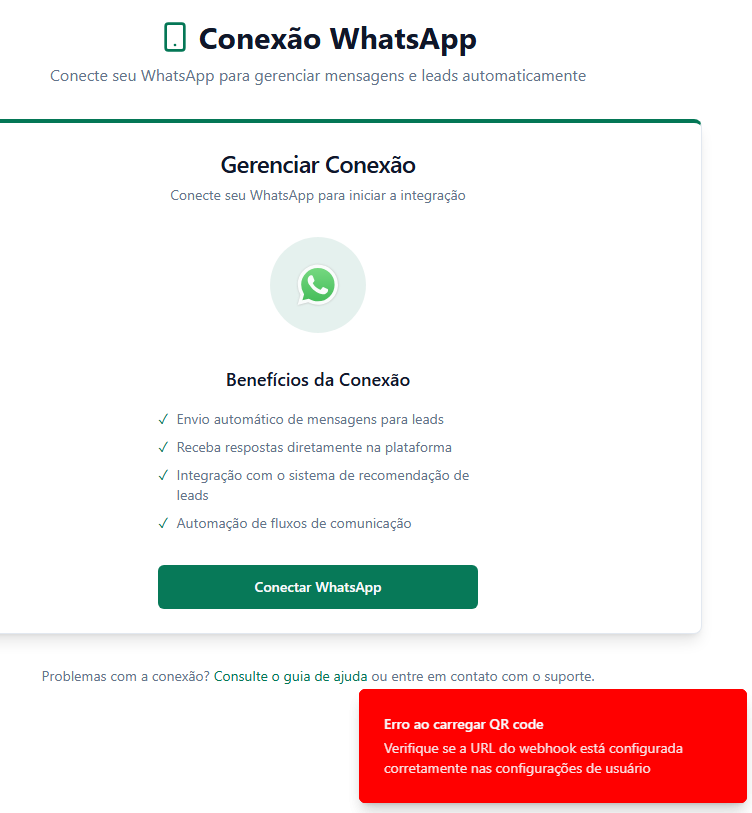 Conexão WhatsApp
Conecte seu WhatsApp para gerenciar mensagens e leads automaticamente
Gerenciar Conexão
Conecte seu WhatsApp para iniciar a integração
Benefícios da Conexão
✓ Envio automático de mensagens para leads
✓ Receba respostas diretamente na plataforma
✓ Integração com o sistema de recomendação de
leads
✓ Automação de fluxos de comunicação
Conectar WhatsApp
Problemas com a conexão? Consulte o guia de ajuda ou entre em contato com o suporte.
Erro ao carregar QR code
Verifique se a URL do webhook está configurada
corretamente nas configurações de usuário